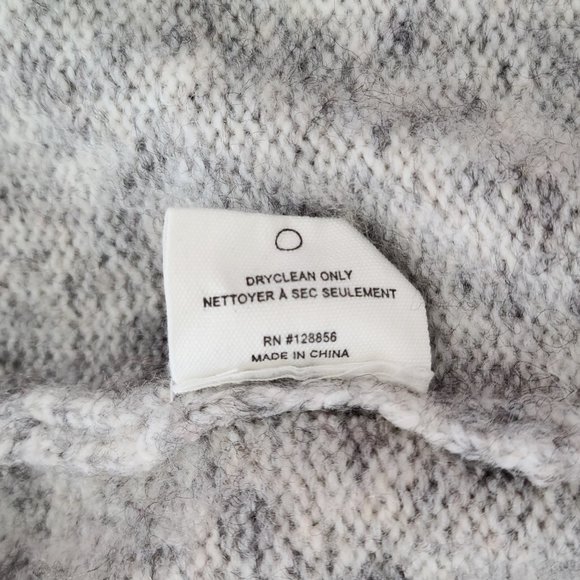 DRYCLEAN ONLY
NETTOYER À SEC SEULEMENT
RN #128856
MADE IN CHINA